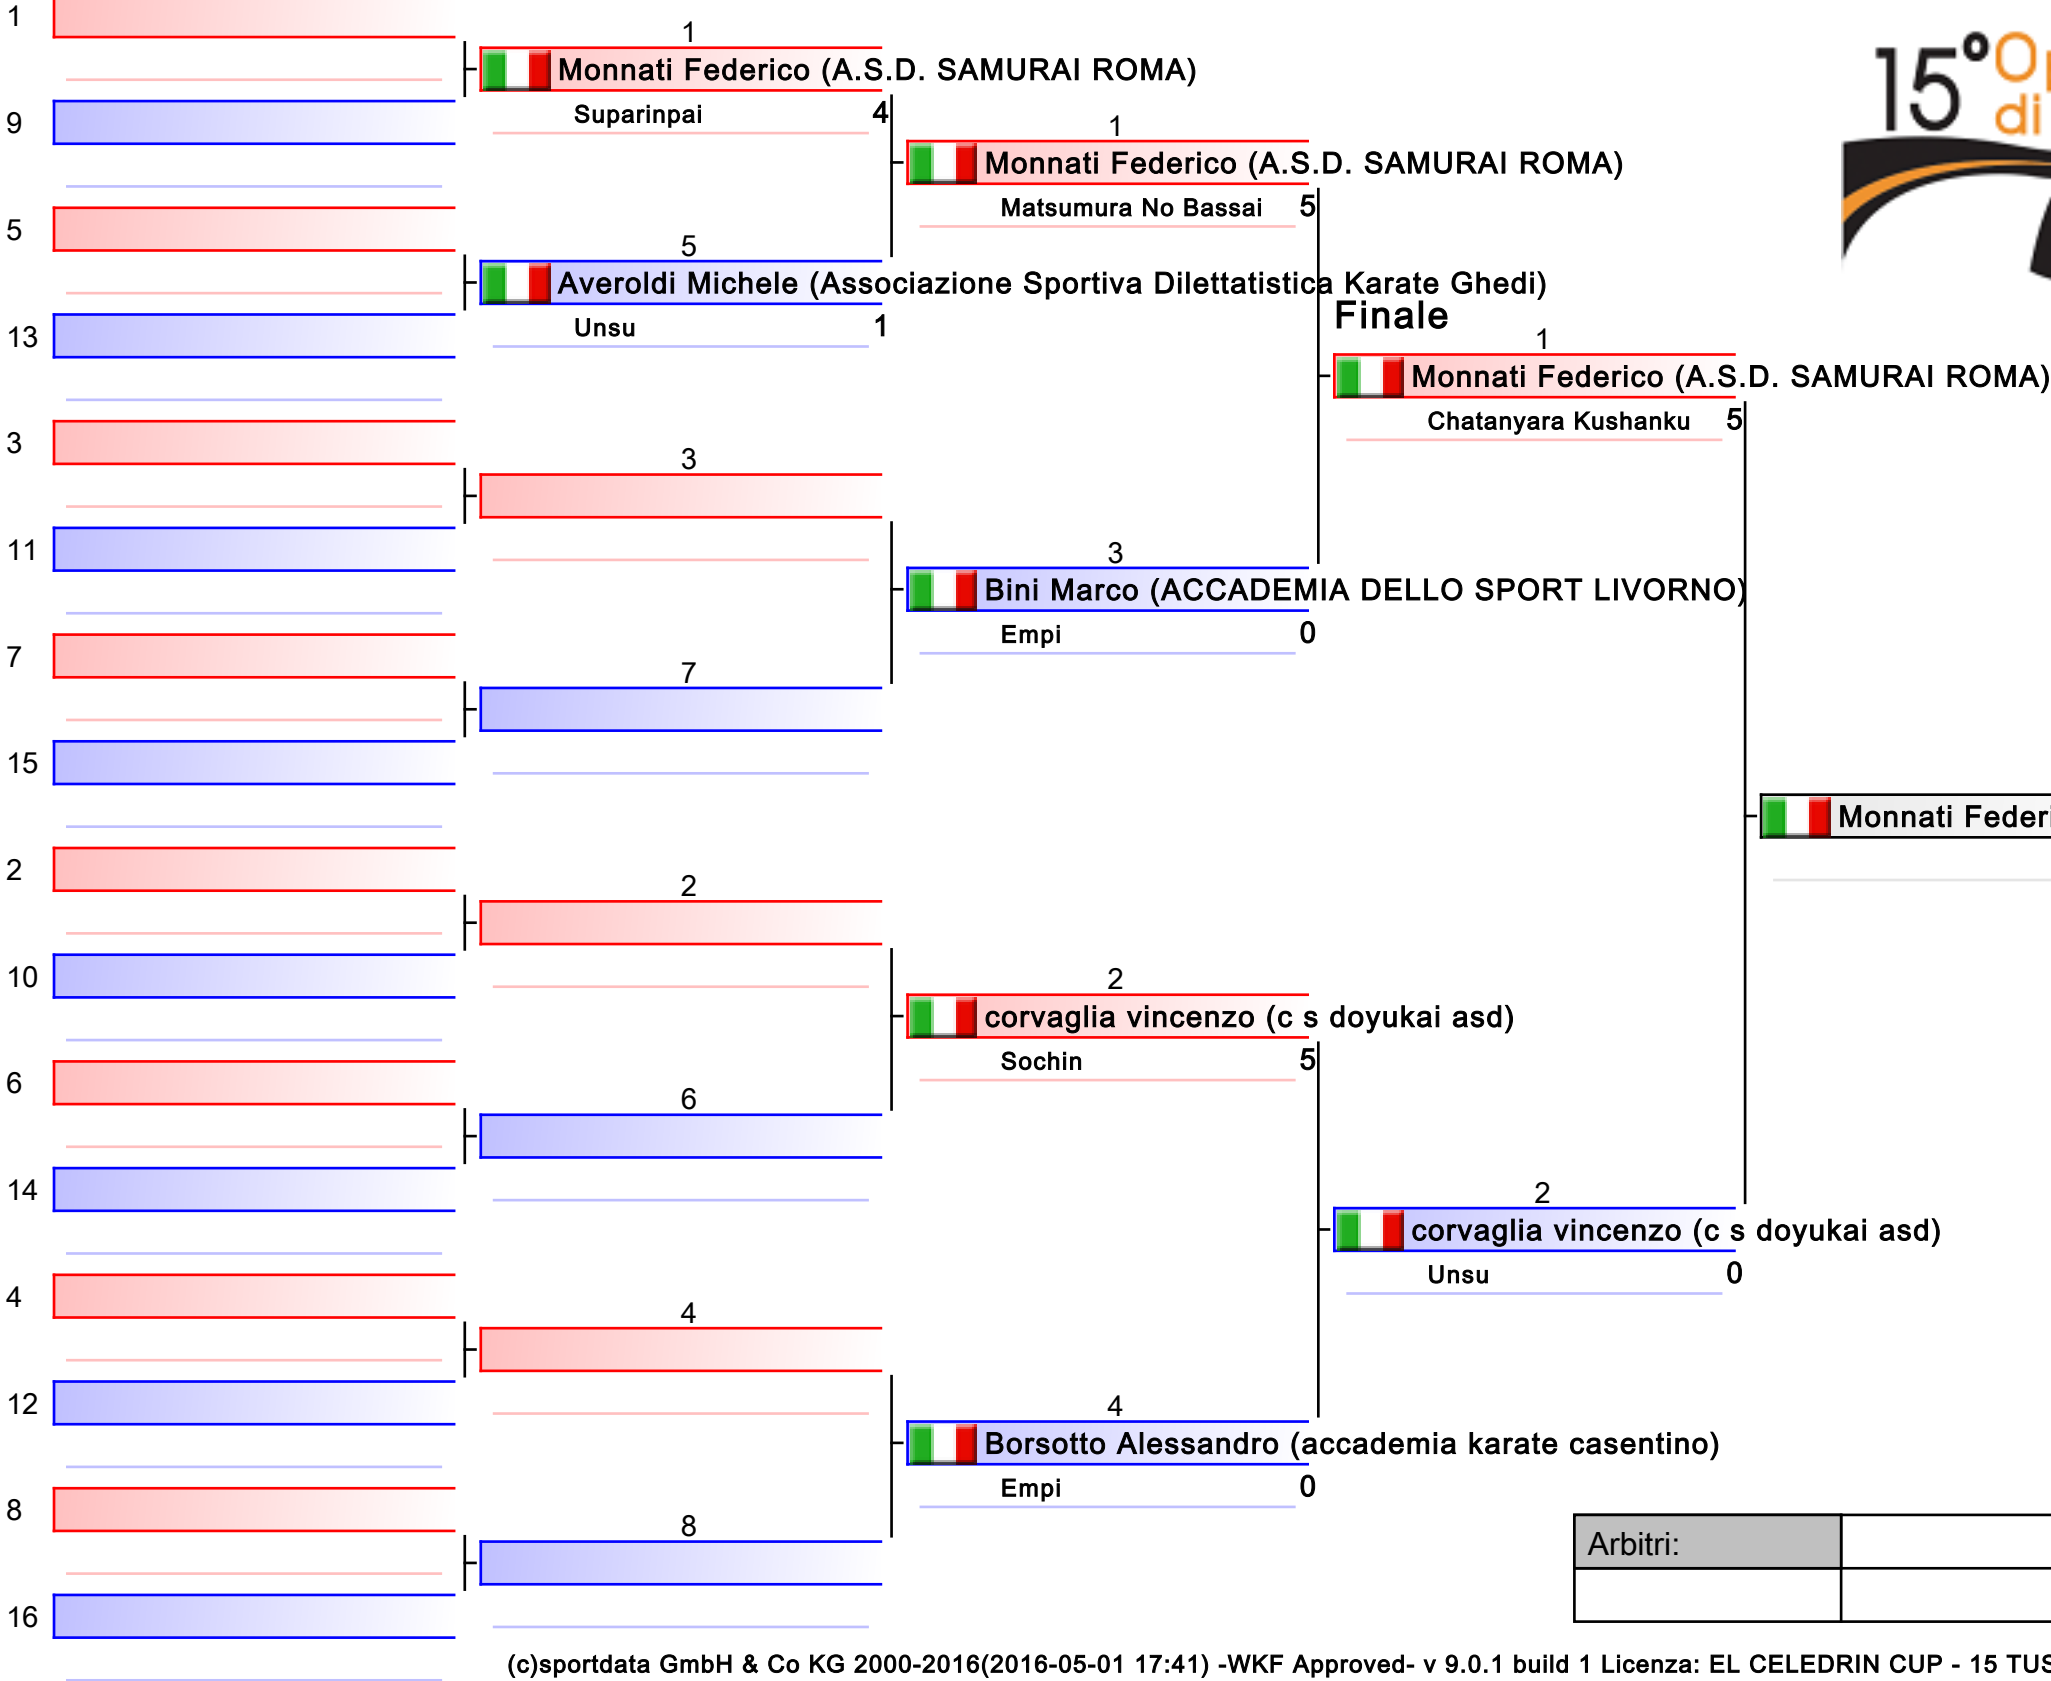 1
9
5
13
3
11
7
15
2
10
6
14
4
12
8
16
1
Monnati Federico (A.S.D. SAMURAI ROMA)
Suparinpai 4
5
Averoldi Michele (Associazione Sportiva Dilettatistica Karate Ghedi)
Unsu 1
3
7
2
6
4
8
1
Monnati Federico (A.S.D. SAMURAI ROMA)
Matsumura No Bassai 5
3
Bini Marco (ACCADEMIA DELLO SPORT LIVORNO)
Empi 0
2
corvaglia vincenzo (c s doyukai asd)
Sochin 5
4
Borsotto Alessandro (accademia karate casentino)
Empi 0
Finale
1
Monnati Federico (A.S.D. SAMURAI ROMA)
Chatanyara Kushanku 5
2
corvaglia vincenzo (c s doyukai asd)
Unsu 0
Monnati Federi
15°
di
Arbitri:
(c)sportdata GmbH & Co KG 2000-2016(2016-05-01 17:41) -WKF Approved- v 9.0.1 build 1 Licenza: EL CELEDRIN CUP - 15 TUS